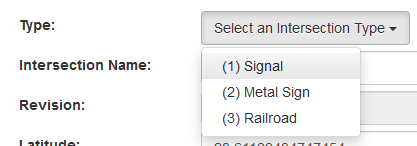 Type: Select an Intersection Type
(1) Signal
Intersection Name:
(2) Metal Sign
Revision:
(3) Railroad
Latitude: